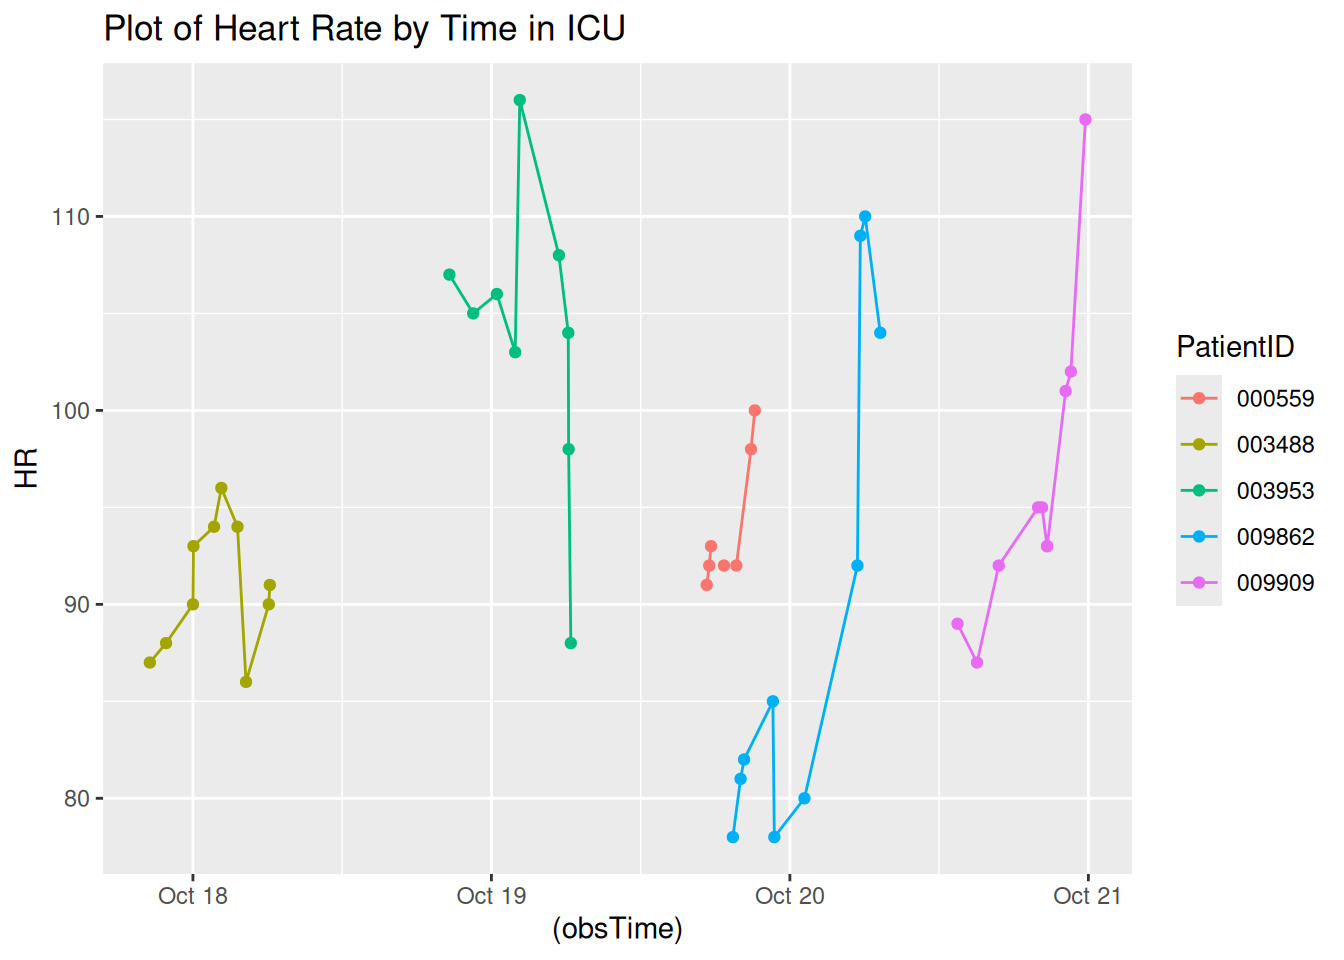 Plot of Heart Rate by Time in ICU
HR
110
100
90
80
Oct 18
Oct 19
Oct 20
Oct 21
(obsTime)
PatientID
000559
003488
003953
009862
009909